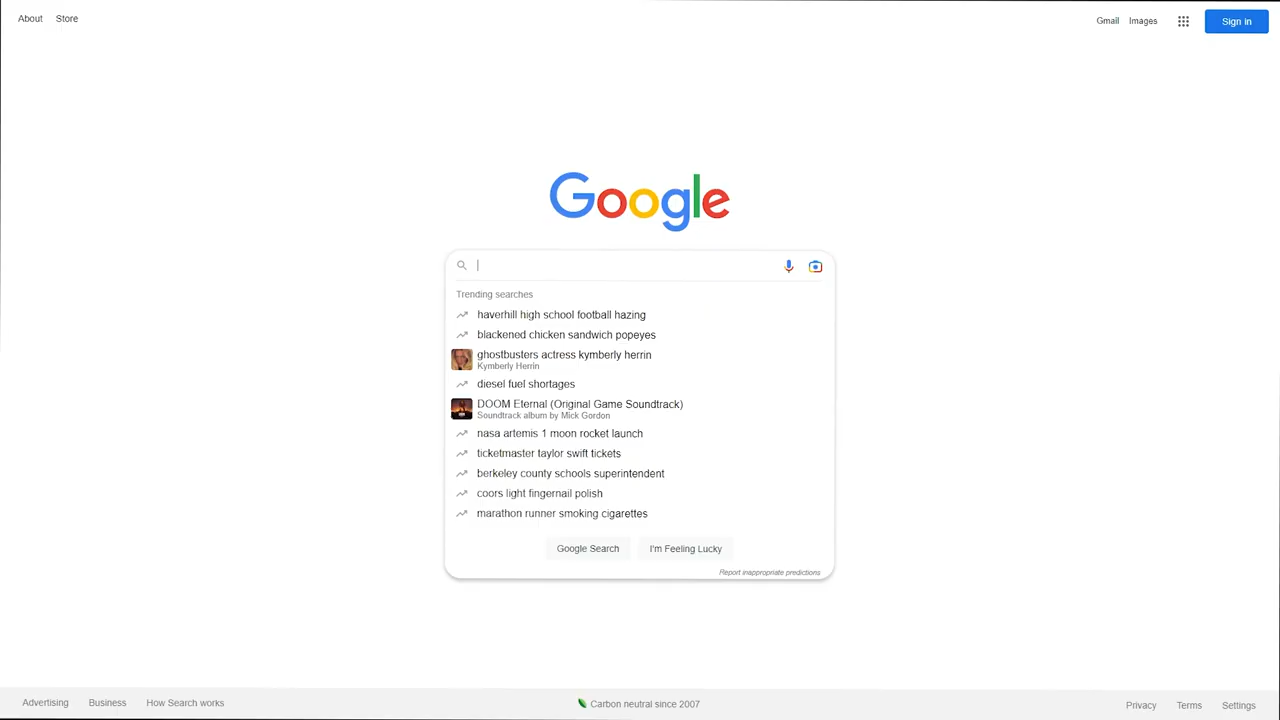 About Store
Gmail Images Sign in
Google
Trending searches
haverhill high school football hazing
blackened chicken sandwich popeyes
ghostbusters actress kymberly herrin
Kymberly Herrin
diesel fuel shortages
DOOM Eternal (Original Game Soundtrack)
Soundtrack album by Mick Gordon
nasa artemis 1 moon rocket launch
ticketmaster taylor swift tickets
berkeley county schools superintendent
coors light fingernail polish
marathon runner smoking cigarettes
Google Search I'm Feeling Lucky
Report inappropriate predictions
Advertising Business How Search works Carbon neutral since 2007 Privacy Terms Settings